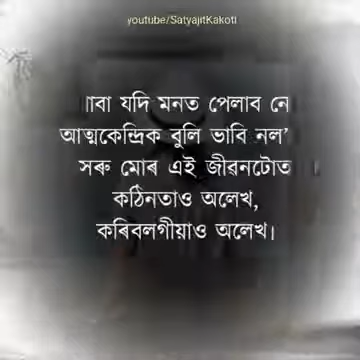 youtube/SatyajitKakoti
যদি মনত পেলাব নে
আত্মকেন্দ্ৰিক বুলি ভাবি নল’
সৰু মোৰ এই জীৱনটোত
কঠিনতাও অলেখ,
কৰিবলগীয়াও অলেখ।